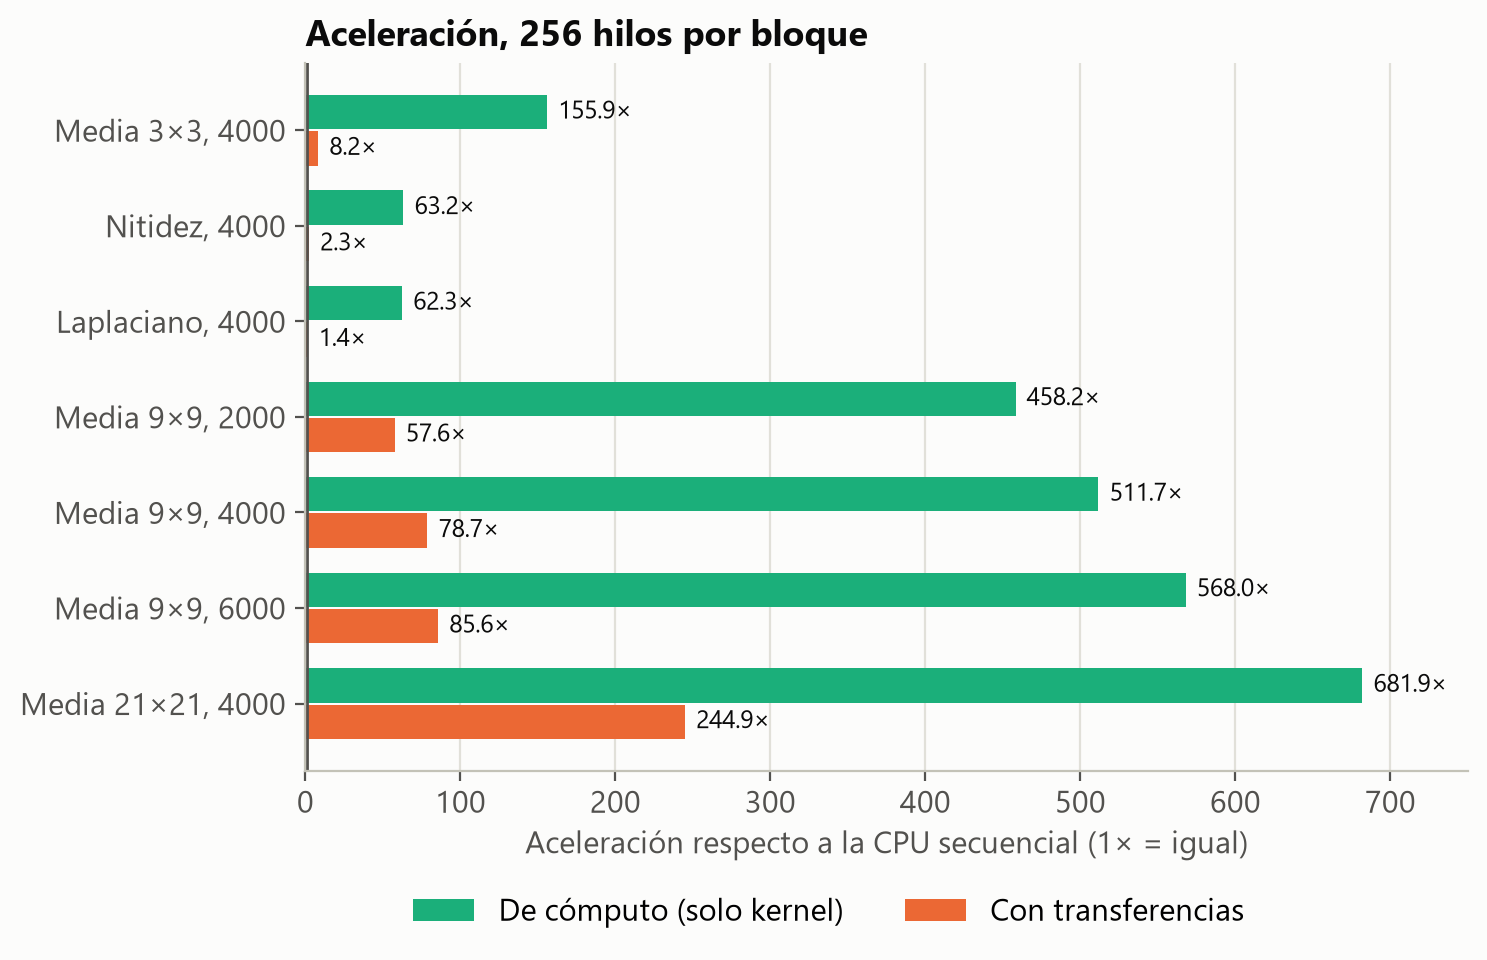 Aceleración, 256 hilos por bloque
Media 3×3, 4000
155.9×
8.2×
Nitidez, 4000
63.2×
2.3×
Laplaciano, 4000
62.3×
1.4×
Media 9×9, 2000
458.2×
57.6×
Media 9×9, 4000
511.7×
78.7×
Media 9×9, 6000
568.0×
85.6×
Media 21×21, 4000
681.9×
244.9×
0 100 200 300 400 500 600 700
Aceleración respecto a la CPU secuencial (1× = igual)
De cómputo (solo kernel) Con transferencias